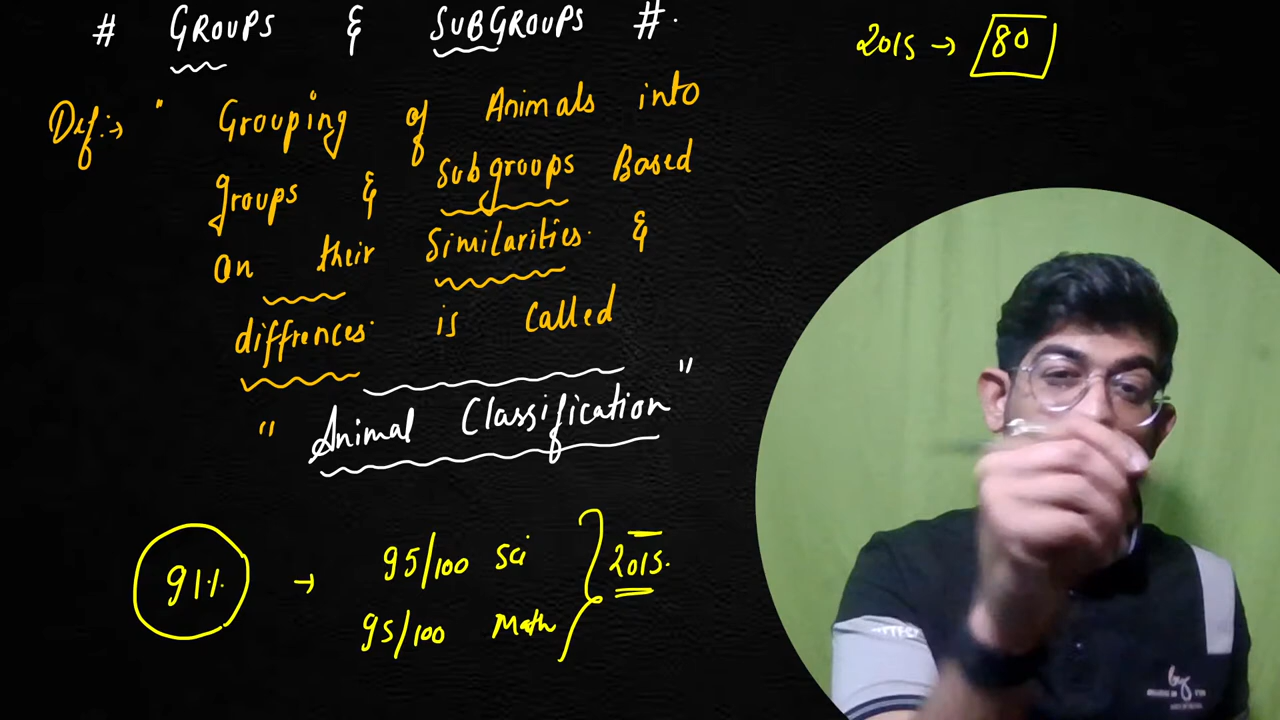 # GROUPS & SUBGROUPS #.
2015 → 80
Def:→ " Grouping of Animals into
groups & Subgroups Based
on their Similarities &
diffrences is called
" Animal Classification "
91% → 95/100 Sci
95/100 Math
2015.
by